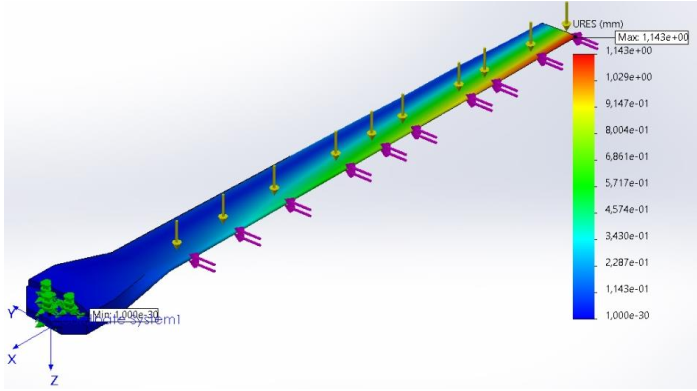 URES (mm)
Max: 1,143e+00
1,143e+00
1,029e+00
9,147e-01
8,004e-01
6,861e-01
5,717e-01
4,574e-01
3,430e-01
2,287e-01
1,143e-01
1,000e-30
Min: 1,000e-30
system1
Y
X
Z